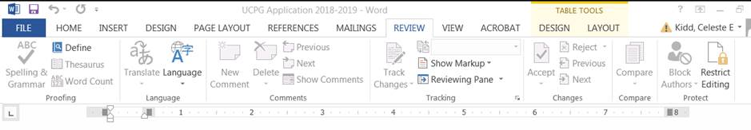 UCPG Application 2018-2019 - Word
TABLE TOOLS
FILE HOME INSERT DESIGN PAGE LAYOUT REFERENCES MAILINGS REVIEW VIEW ACROBAT DESIGN LAYOUT Kidd, Celeste E
ABC Define Previous Reject
Thesaurus Next Show Markup Previous
Word Count Show Comments Reviewing Pane Next
Spelling & Translate Language New Delete Track Accept Compare Block Restrict
Grammar Comment Changes Authors Editing
Proofing Language Comments Tracking Changes Compare Protect
L 1 2 3 4 5 6 7 8